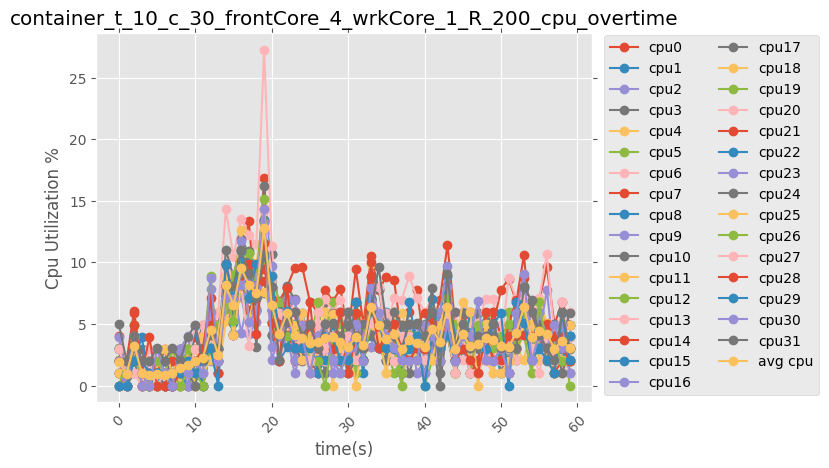 container_t_10_c_30_frontCore_4_wrkCore_1_R_200_cpu_overtime
Cpu Utilization %
25
20
15
10
5
0
0
10
20
30
40
50
60
time(s)
cpu0
cpu1
cpu2
cpu3
cpu4
cpu5
cpu6
cpu7
cpu8
cpu9
cpu10
cpu11
cpu12
cpu13
cpu14
cpu15
cpu16
cpu17
cpu18
cpu19
cpu20
cpu21
cpu22
cpu23
cpu24
cpu25
cpu26
cpu27
cpu28
cpu29
cpu30
cpu31
avg cpu